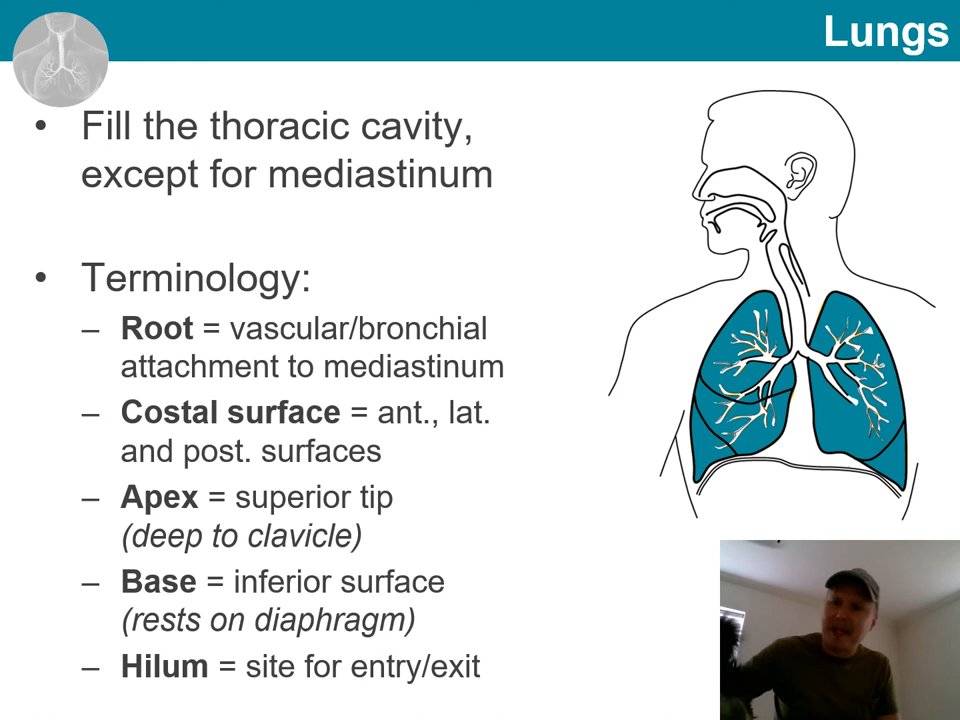 Lungs
• Fill the thoracic cavity,
except for mediastinum
• Terminology:
– Root = vascular/bronchial
attachment to mediastinum
– Costal surface = ant., lat.
and post. surfaces
– Apex = superior tip
(deep to clavicle)
– Base = inferior surface
(rests on diaphragm)
– Hilum = site for entry/exit